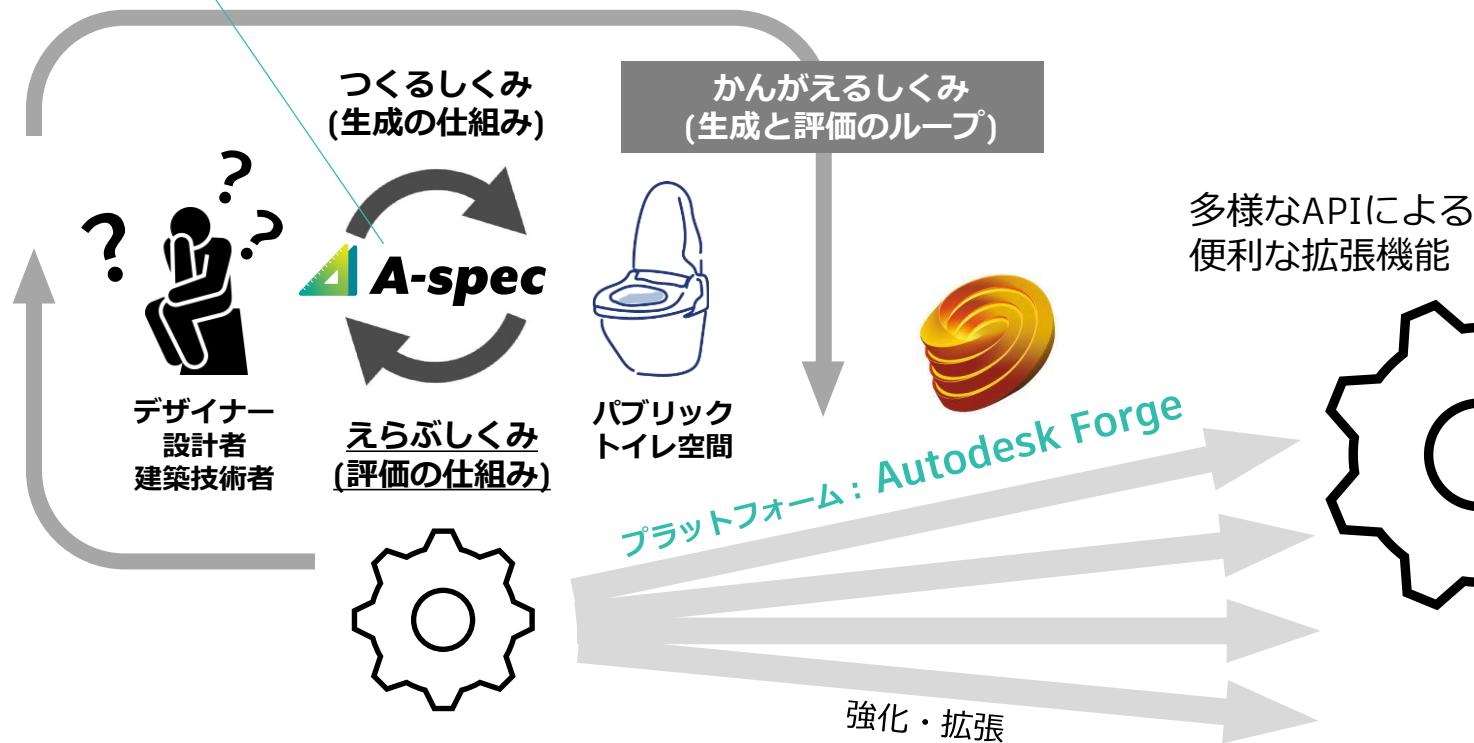 つくるしくみ
(生成の仕組み)
かんがえるしくみ
(生成と評価のループ)
? ? ?
A-spec
多様なAPIによる
便利な拡張機能
デザイナー
設計者
建築技術者
えらぶしくみ
(評価の仕組み)
パブリック
トイレ空間
プラットフォーム：Autodesk Forge
強化・拡張